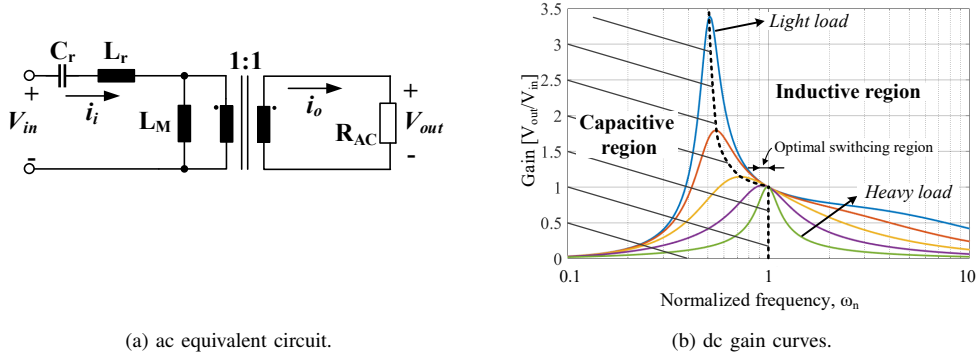 C_r
L_r
1:1
+
V_in
-
i_i
L_M
i_o
R_AC
+
V_out
-
(a) ac equivalent circuit.
Gain [V_out/V_in]
3.5
3
2.5
2
1.5
1
0.5
0
Light load
Inductive region
Capacitive
region
Optimal swithcing region
Heavy load
0.1
1
10
Normalized frequency, ω_n
(b) dc gain curves.